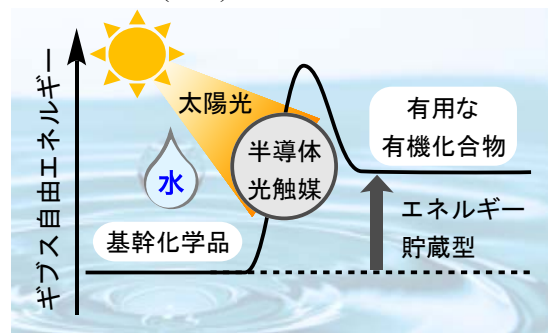 ギブス自由エネルギー
太陽光
水
半導体
光触媒
有用な
有機化合物
基幹化学品
エネルギー
貯蔵型